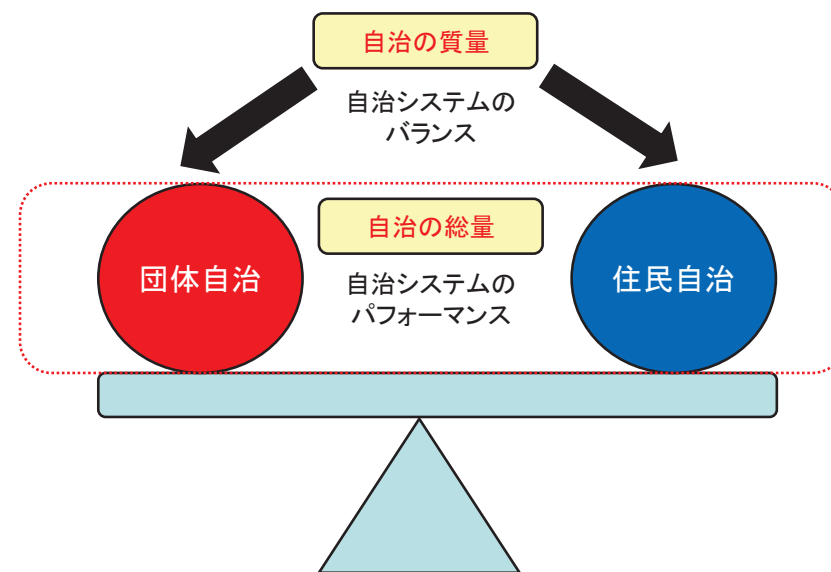 自治の質量
自治システムの
バランス
自治の総量
団体自治
自治システムの
パフォーマンス
住民自治